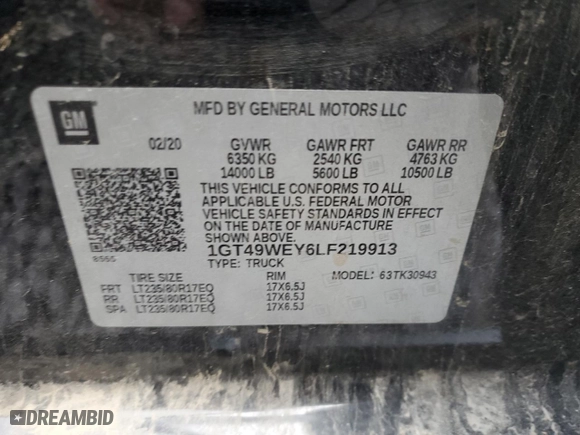 GM
MFD BY GENERAL MOTORS LLC
02/20 GVWR GAWR FRT GAWR RR
6350 KG 2540 KG 4763 KG
14000 LB 5600 LB 10500 LB
THIS VEHICLE CONFORMS TO ALL
APPLICABLE U.S. FEDERAL MOTOR
VEHICLE SAFETY STANDARDS IN EFFECT
ON THE DATE OF MANUFACTURE
SHOWN ABOVE.
8565
1GT49WEY6LF219913
TYPE: TRUCK
TIRE SIZE RIM MODEL: 63TK30943
FRT LT235/80R17EQ 17X6.5J
RR LT235/80R17EQ 17X6.5J
SPA LT235/80R17EQ 17X6.5J
DREAMBID